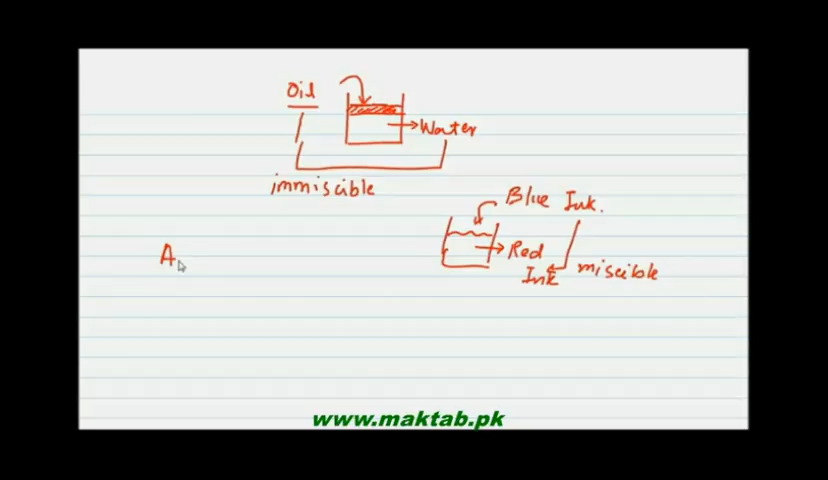 Oil
Water
immiscible
Blue Ink.
Red
Ink
miscible
A
www.maktab.pk